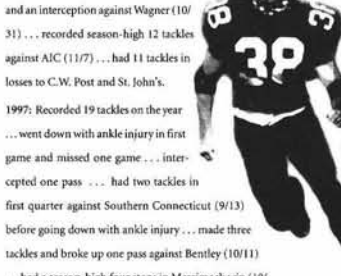 and an interception against Wagner (10/
31) . . . recorded season-high 12 tackles
against AIC (11/7) . . . had 11 tackles in
losses to C.W. Post and St. John's.
1997: Recorded 19 tackles on the year
. . . went down with ankle injury in first
game and missed one game . . . inter-
cepted one pass . . . had two tackles in
first quarter against Southern Connecticut (9/13)
before going down with ankle injury . . . made three
tackles and broke up one pass against Bentley (10/11)
38
38